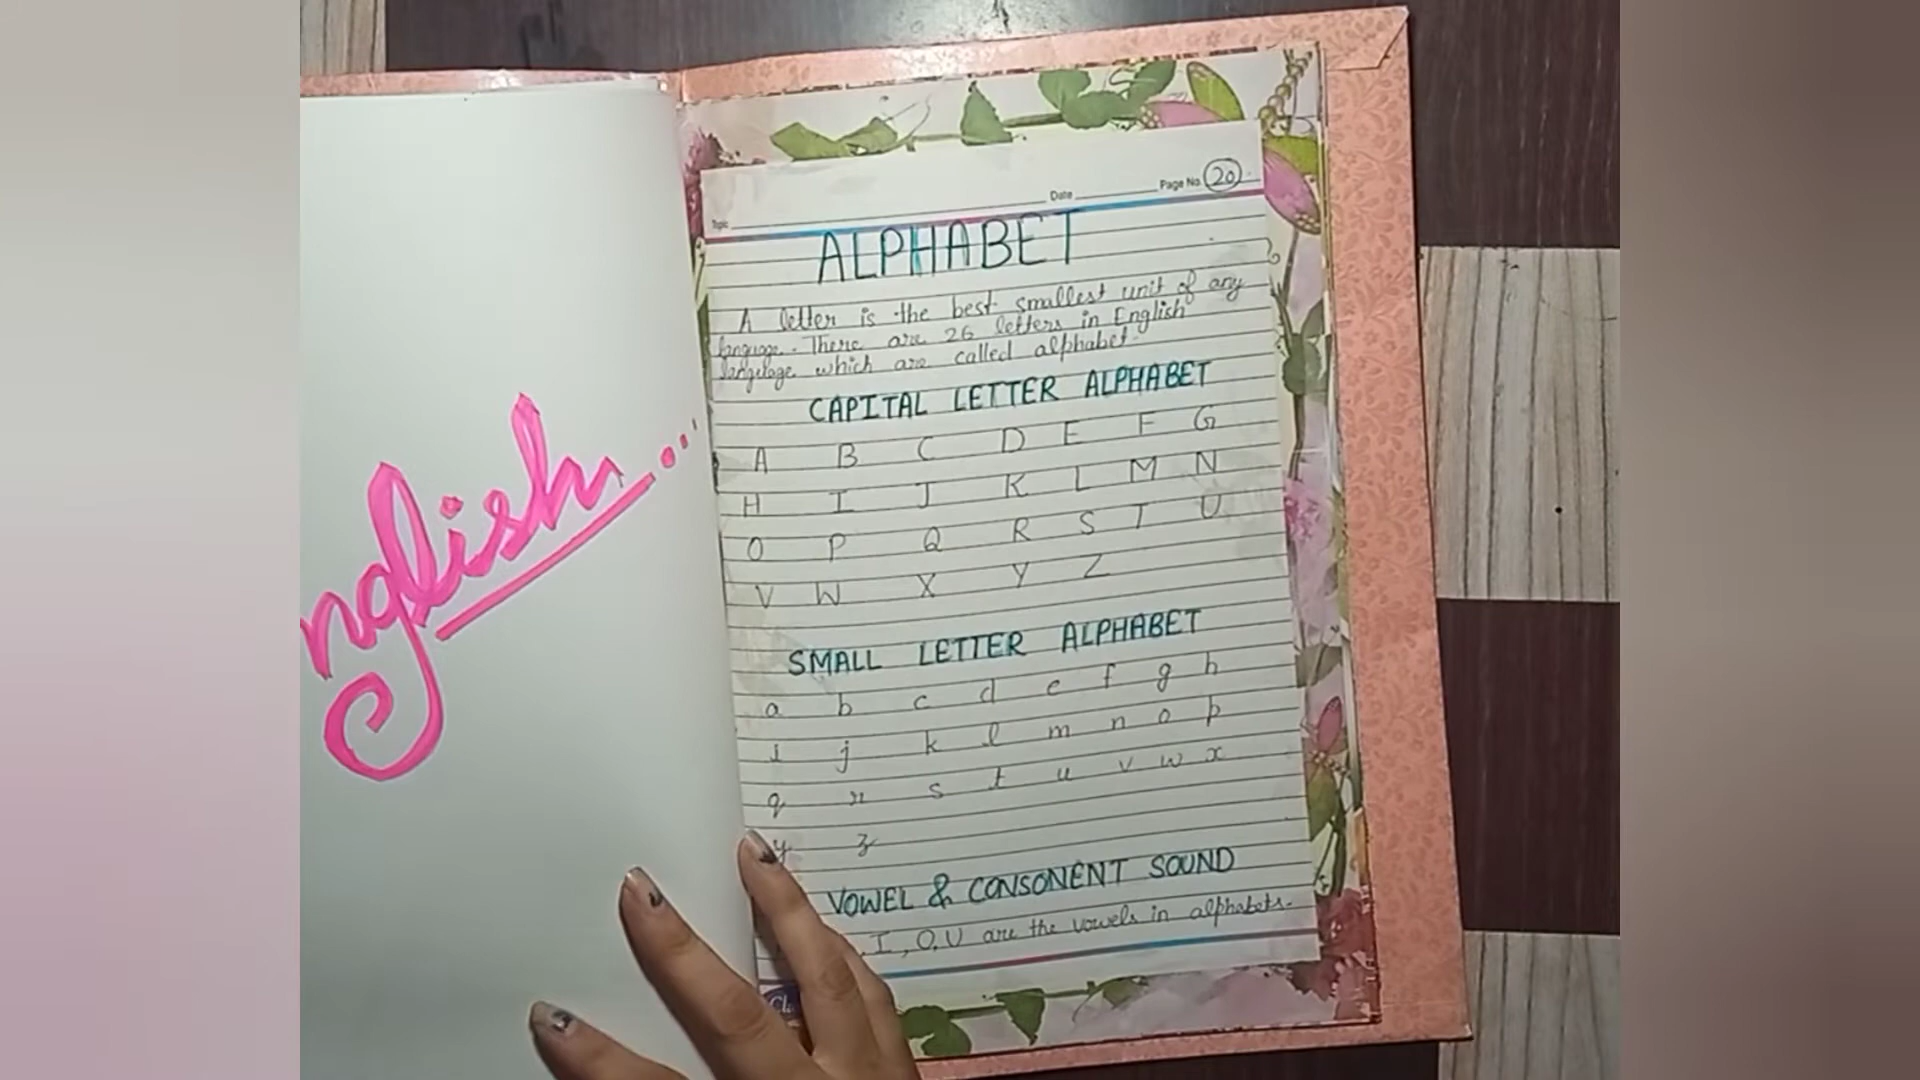 nglish...
Topic Date Page No. 20
ALPHABET
A letter is the best smallest unit of any
language. There are 26 letters in English
language which are called alphabet.
CAPITAL LETTER ALPHABET
A B C D E F G
H I J K L M N
O P Q R S T U
V W X Y Z
SMALL LETTER ALPHABET
a b c d e f g h
i j k l m n o p
q r s t u v w x
y z
VOWEL & CONSONENT SOUND
, I, O, U are the vowels in alphabets.